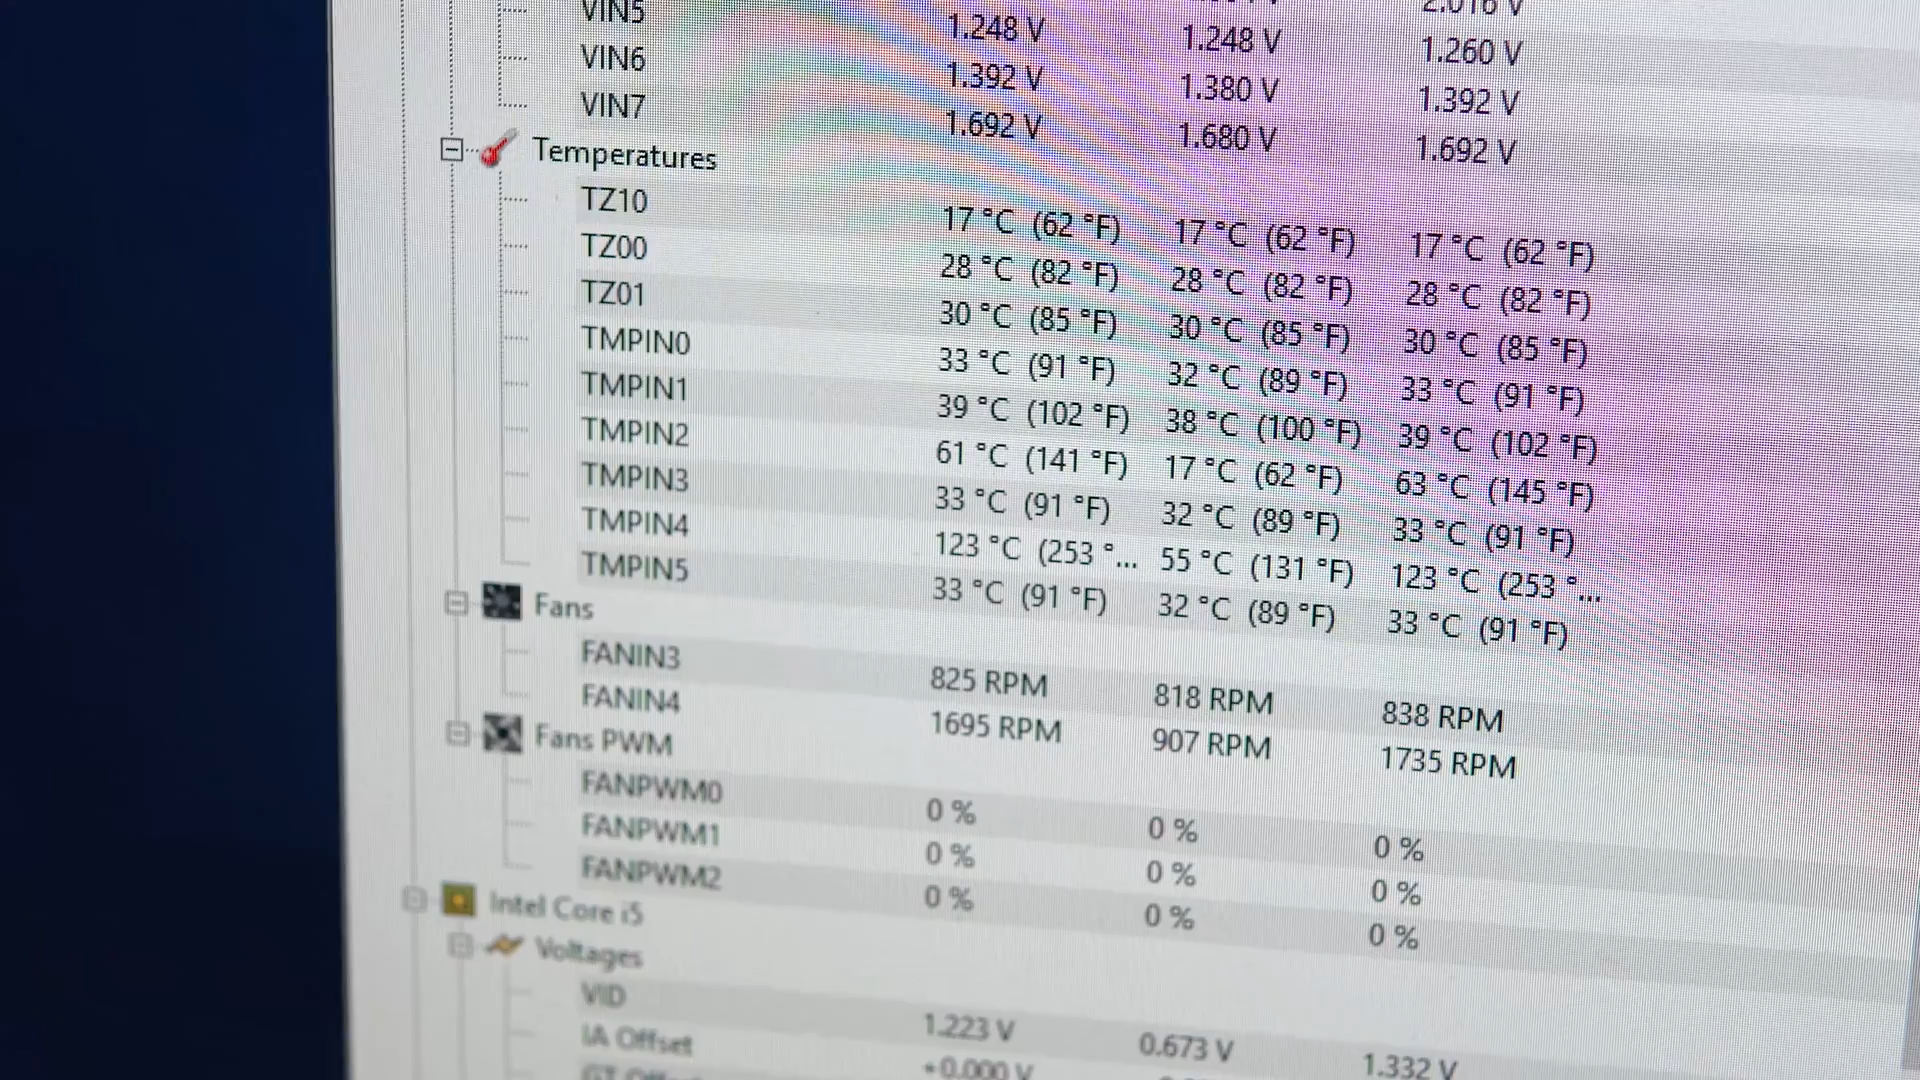 VIN5 1.248 V 1.248 V 1.260 V
VIN6 1.392 V 1.380 V 1.392 V
VIN7 1.692 V 1.680 V 1.692 V
Temperatures
TZ10 17 °C (62 °F) 17 °C (62 °F) 17 °C (62 °F)
TZ00 28 °C (82 °F) 28 °C (82 °F) 28 °C (82 °F)
TZ01 30 °C (85 °F) 30 °C (85 °F) 30 °C (85 °F)
TMPIN0 33 °C (91 °F) 32 °C (89 °F) 33 °C (91 °F)
TMPIN1 39 °C (102 °F) 38 °C (100 °F) 39 °C (102 °F)
TMPIN2 61 °C (141 °F) 17 °C (62 °F) 63 °C (145 °F)
TMPIN3 33 °C (91 °F) 32 °C (89 °F) 33 °C (91 °F)
TMPIN4 123 °C (253 °... 55 °C (131 °F) 123 °C (253 °...
TMPIN5 33 °C (91 °F) 32 °C (89 °F) 33 °C (91 °F)
Fans
FANIN3 825 RPM 818 RPM 838 RPM
FANIN4 1695 RPM 907 RPM 1735 RPM
Fans PWM
FANPWM0 0 % 0 % 0 %
FANPWM1 0 % 0 % 0 %
FANPWM2 0 % 0 % 0 %
Intel Core i5
Voltages
VID 1.223 V 0.673 V 1.332 V
IA Offset +0.000 V